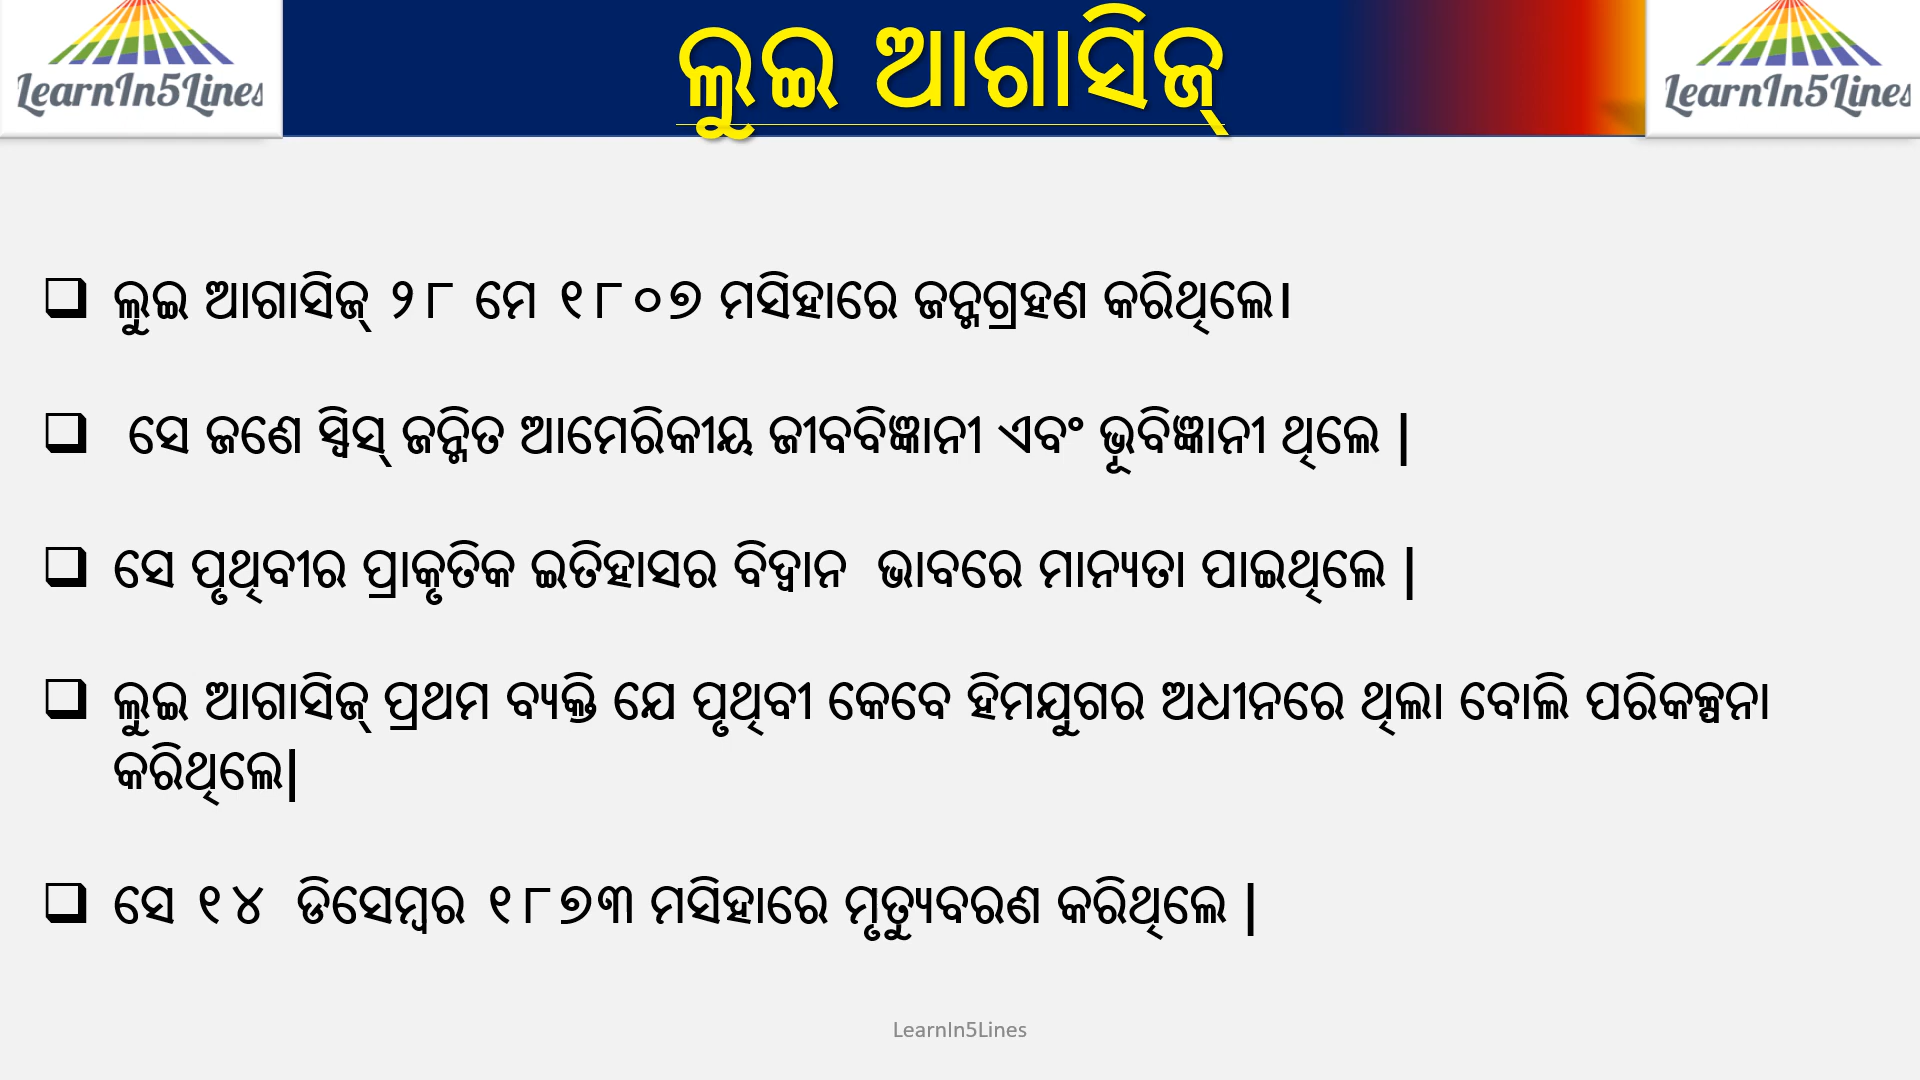 LearnIn5Lines
ଲୁଇ ଆଗାସିଜ୍
LearnIn5Lines
ଲୁଇ ଆଗାସିଜ୍ ୨୮ ମେ ୧୮୦୭ ମସିହାରେ ଜନ୍ମଗ୍ରହଣ କରିଥିଲେ।
ସେ ଜଣେ ସ୍ୱିସ୍ ଜନ୍ମିତ ଆମେରିକୀୟ ଜୀବବିଜ୍ଞାନୀ ଏବଂ ଭୂବିଜ୍ଞାନୀ ଥିଲେ |
ସେ ପୃଥିବୀର ପ୍ରାକୃତିକ ଇତିହାସର ବିଦ୍ୱାନ ଭାବରେ ମାନ୍ୟତା ପାଇଥିଲେ |
ଲୁଇ ଆଗାସିଜ୍ ପ୍ରଥମ ବ୍ୟକ୍ତି ଯେ ପୃଥିବୀ କେବେ ହିମଯୁଗର ଅଧୀନରେ ଥିଲା ବୋଲି ପରିକଳ୍ପନା
କରିଥିଲେ|
ସେ ୧୪ ଡିସେମ୍ବର ୧୮୭୩ ମସିହାରେ ମୃତ୍ୟୁବରଣ କରିଥିଲେ |
LearnIn5Lines